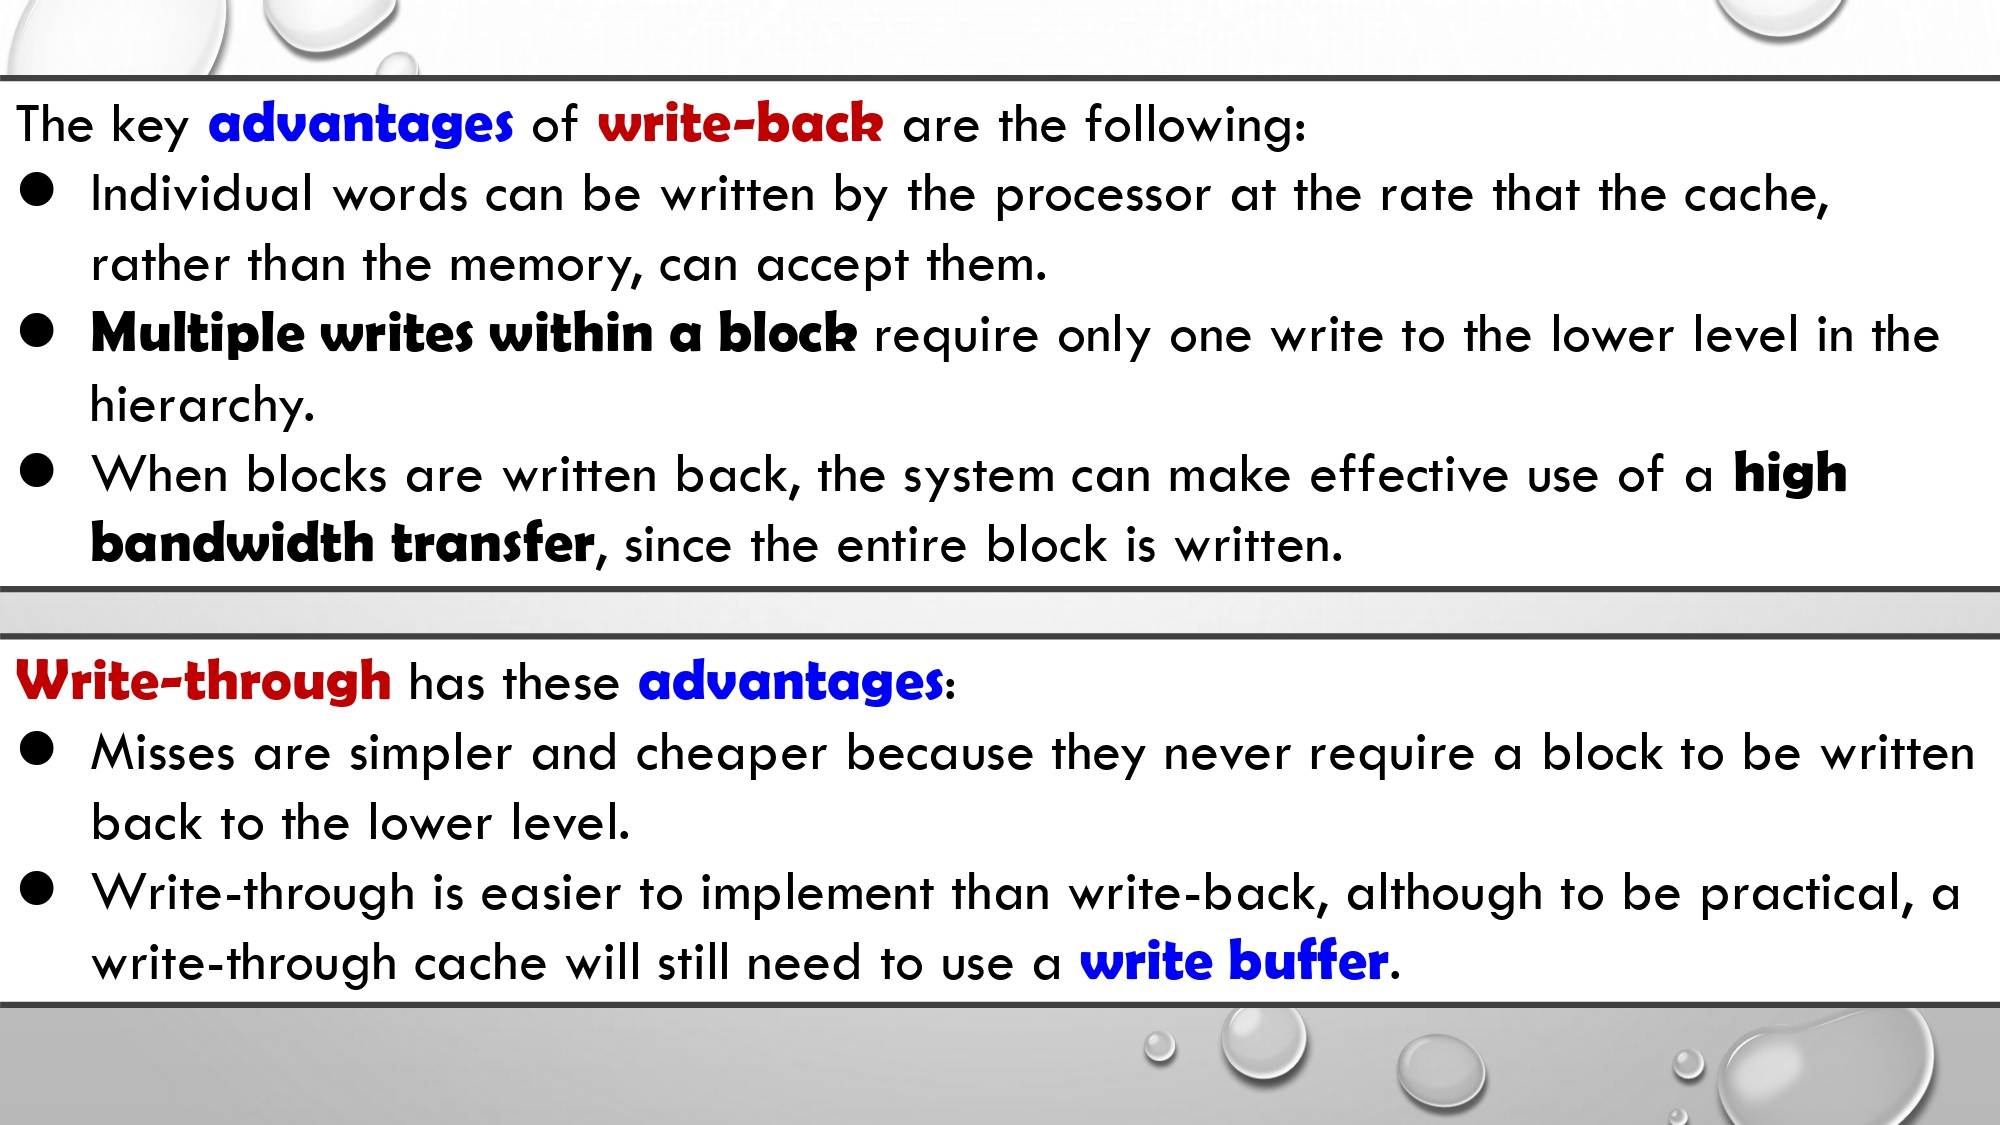 The key advantages of write-back are the following:
● Individual words can be written by the processor at the rate that the cache,
rather than the memory, can accept them.
● Multiple writes within a block require only one write to the lower level in the
hierarchy.
● When blocks are written back, the system can make effective use of a high
bandwidth transfer, since the entire block is written.
Write-through has these advantages:
● Misses are simpler and cheaper because they never require a block to be written
back to the lower level.
● Write-through is easier to implement than write-back, although to be practical, a
write-through cache will still need to use a write buffer.